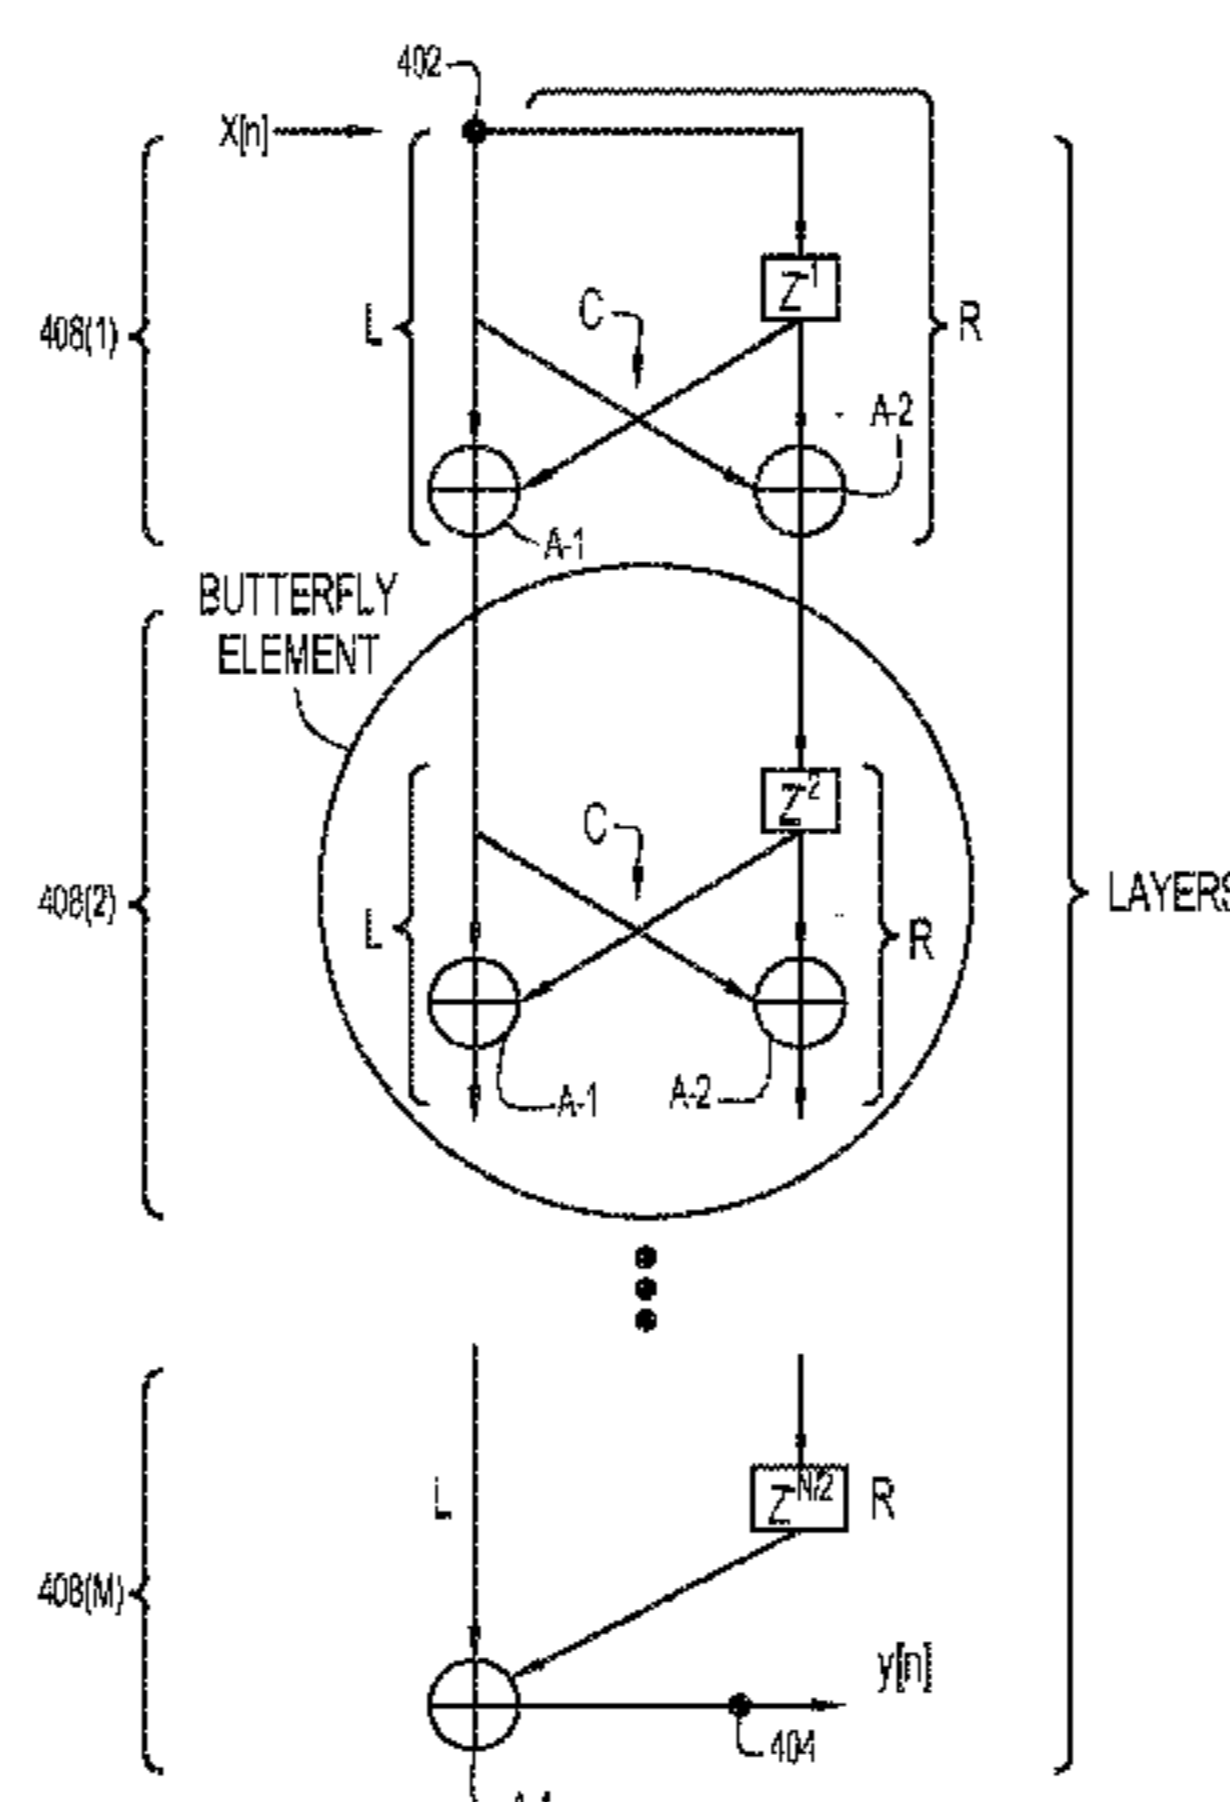 402
X[n]
Z-1
C
L
R
408(1)
A-2
A-1
BUTTERFLY
ELEMENT
Z-2
C
L
R
408(2)
LAYERS
A-1
A-2
L
Z-N/2
R
408(M)
y[n]
404